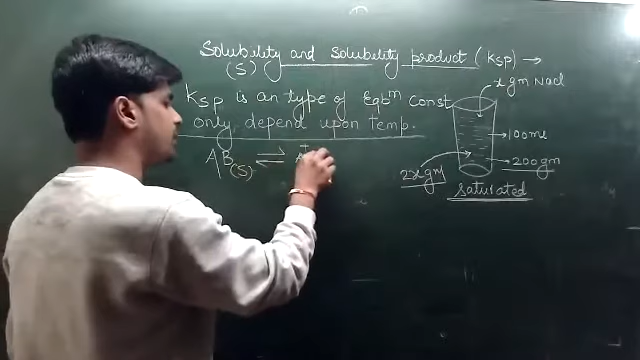 Solubility and solubility product (Ksp) →
(S)
Ksp is an type of Eqbᵐ Const
only depend upon Temp.
AB(s) ⇌ A⁺
x gm Nacl
100ml
200gm
2x gm
saturated